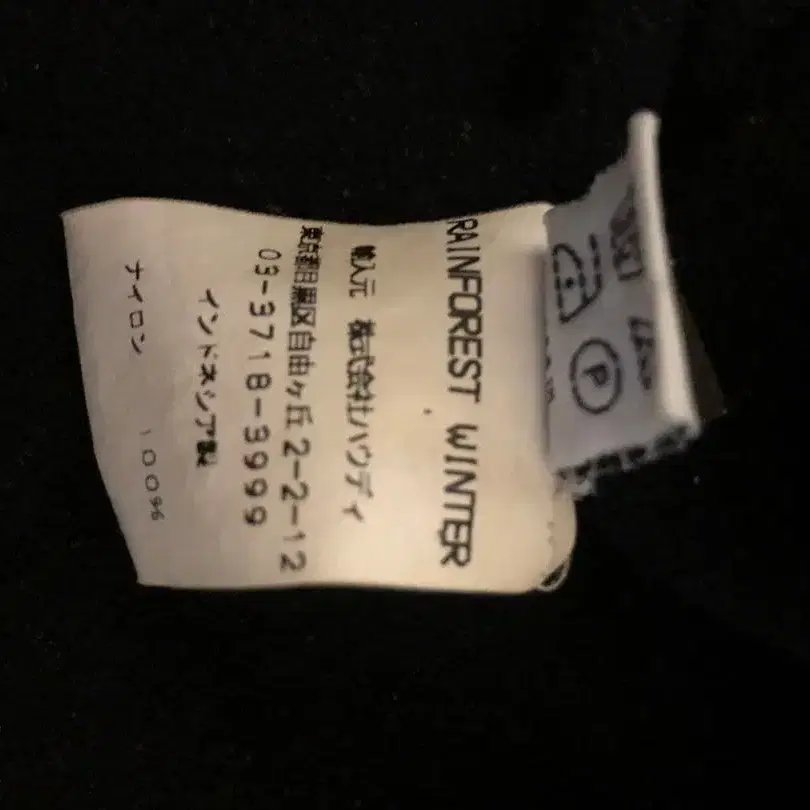 RAINFOREST WINTER
輸入元 株式会社ハウディ
東京都目黒区自由ヶ丘2-2-12
03-3718-3999
インドネシア製
ナイロン 100%
P